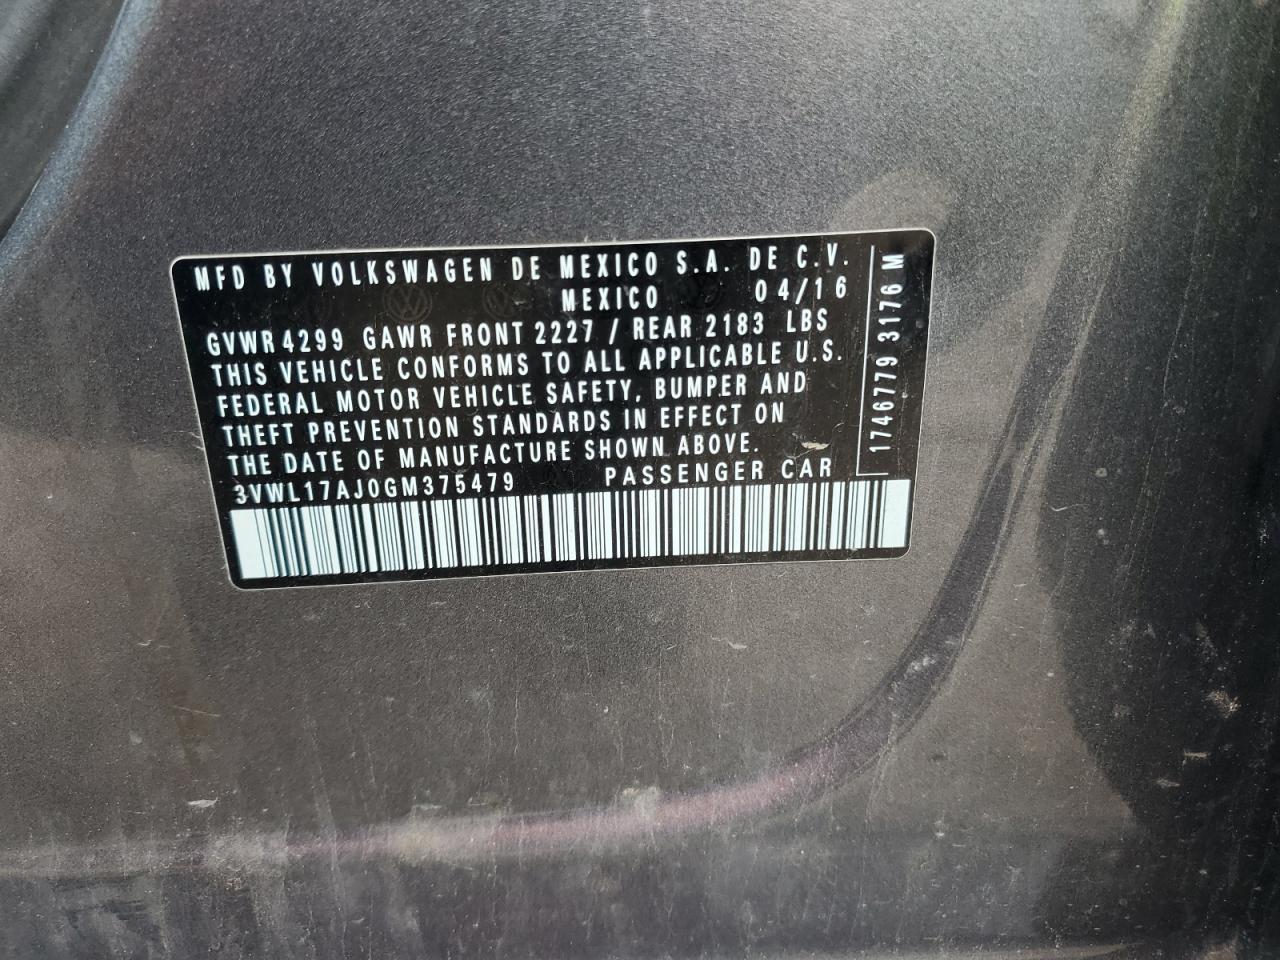 MFD BY VOLKSWAGEN DE MEXICO S.A. DE C.V.
MEXICO 04/16
GVWR 4299 GAWR FRONT 2227 / REAR 2183 LBS
THIS VEHICLE CONFORMS TO ALL APPLICABLE U.S.
FEDERAL MOTOR VEHICLE SAFETY, BUMPER AND
THEFT PREVENTION STANDARDS IN EFFECT ON
THE DATE OF MANUFACTURE SHOWN ABOVE.
3VWL17AJ0GM375479 PASSENGER CAR
1746779 3176 M